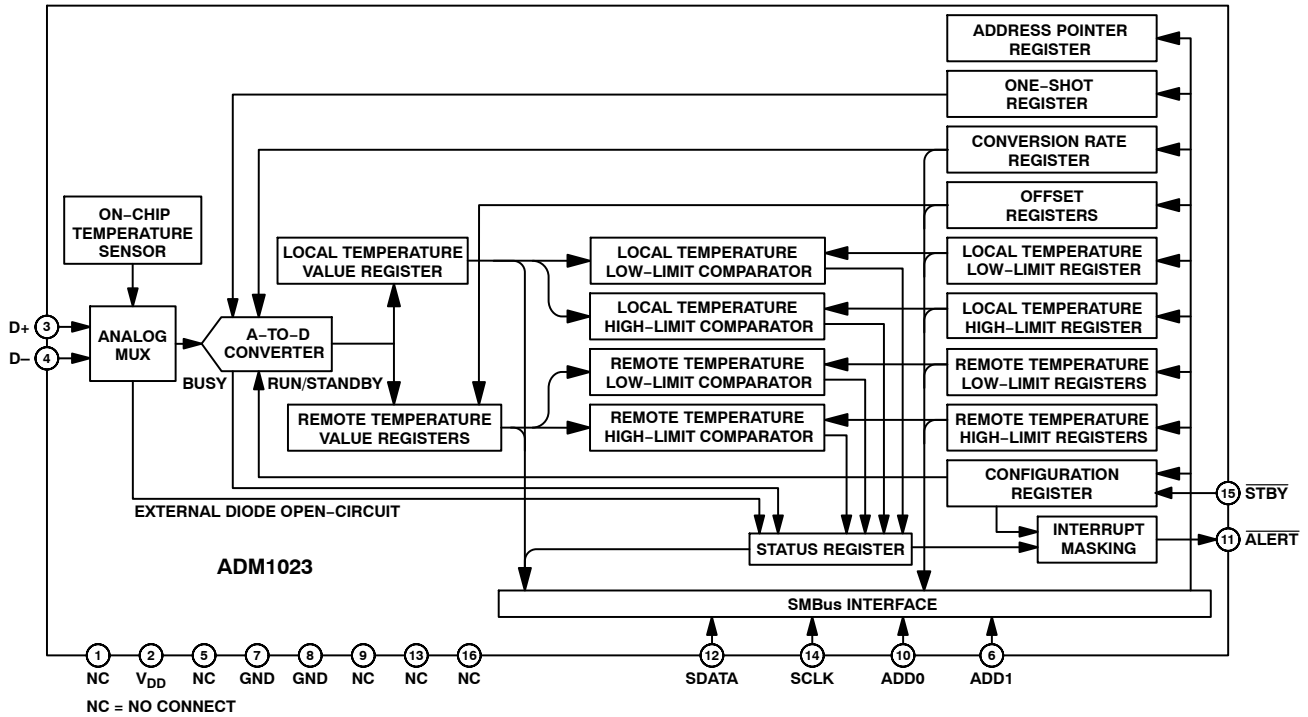 ADDRESS POINTER
REGISTER
ONE–SHOT
REGISTER
CONVERSION RATE
REGISTER
OFFSET
REGISTERS
ON–CHIP
TEMPERATURE
SENSOR
LOCAL TEMPERATURE
VALUE REGISTER
LOCAL TEMPERATURE
LOW–LIMIT COMPARATOR
LOCAL TEMPERATURE
LOW–LIMIT REGISTER
LOCAL TEMPERATURE
HIGH–LIMIT COMPARATOR
LOCAL TEMPERATURE
HIGH–LIMIT REGISTER
D+ 3
D– 4
ANALOG
MUX
A–TO–D
CONVERTER
BUSY
RUN/STANDBY
REMOTE TEMPERATURE
LOW–LIMIT COMPARATOR
REMOTE TEMPERATURE
LOW–LIMIT REGISTERS
REMOTE TEMPERATURE
VALUE REGISTERS
REMOTE TEMPERATURE
HIGH–LIMIT COMPARATOR
REMOTE TEMPERATURE
HIGH–LIMIT REGISTERS
CONFIGURATION
REGISTER
15 STBY
EXTERNAL DIODE OPEN–CIRCUIT
STATUS REGISTER
INTERRUPT
MASKING
11 ALERT
ADM1023
SMBus INTERFACE
1 2 5 7 8 9 13 16 12 14 10 6
NC VDD NC GND GND NC NC NC SDATA SCLK ADD0 ADD1
NC = NO CONNECT